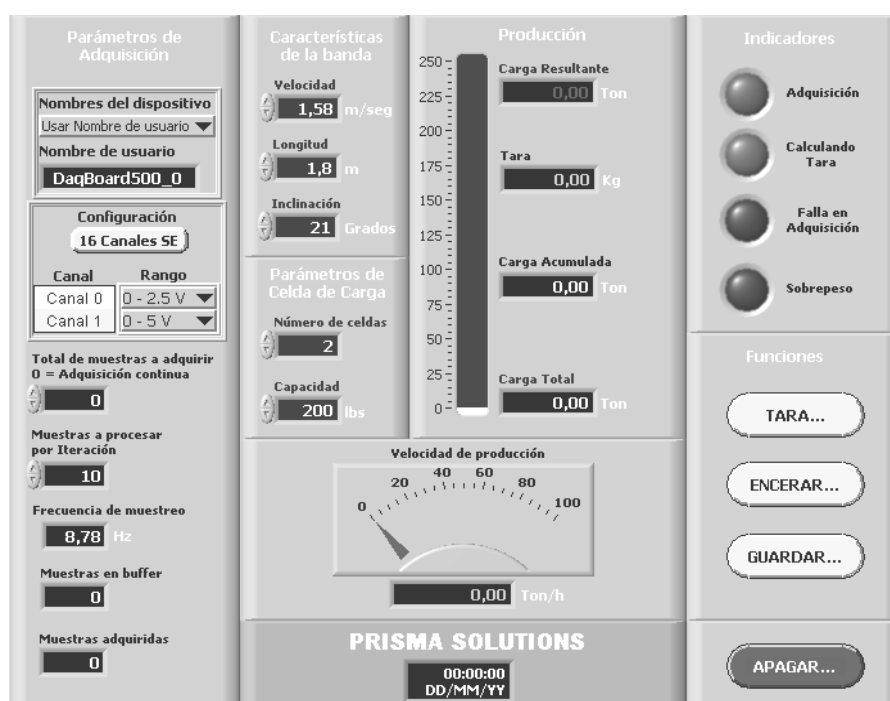 Parámetros de
Adquisición
Nombres del dispositivo
Usar Nombre de usuario
Nombre de usuario
DaqBoard500_0
Configuración
16 Canales SE
Canal Rango
Canal 0 0 - 2.5 V
Canal 1 0 - 5 V
Total de muestras a adquirir
0 = Adquisición continua
0
Muestras a procesar
por Iteración
10
Frecuencia de muestreo
8,78 Hz
Muestras en buffer
0
Muestras adquiridas
0
Características
de la banda
Velocidad
1,58 m/seg
Longitud
1,8 m
Inclinación
21 Grados
Parámetros de
Celda de Carga
Número de celdas
2
Capacidad
200 lbs
Producción
250
225
200
175
150
125
100
75
50
25
0
Carga Resultante
0,00 Ton
Tara
0,00 Kg
Carga Acumulada
0,00 Ton
Carga Total
0,00 Ton
Velocidad de producción
0 20 40 60 80 100
0,00 Ton/h
PRISMA SOLUTIONS
00:00:00
DD/MM/YY
Indicadores
Adquisición
Calculando
Tara
Falla en
Adquisición
Sobrepeso
Funciones
TARA...
ENCERAR...
GUARDAR...
APAGAR...